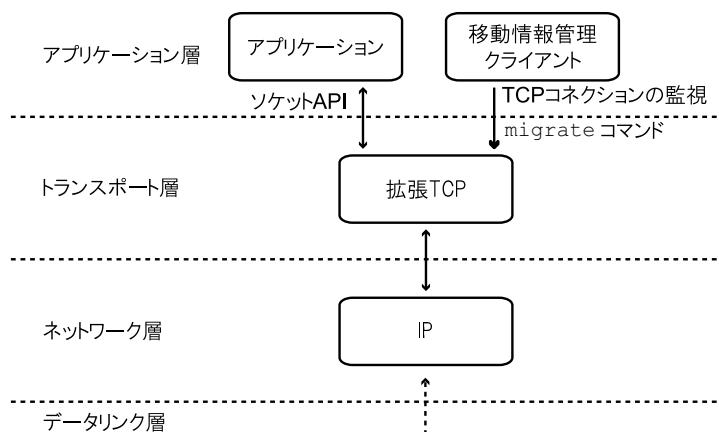 アプリケーション層
アプリケーション
移動情報管理
クライアント
ソケットAPI
TCPコネクションの監視
migrate コマンド
トランスポート層
拡張TCP
ネットワーク層
IP
データリンク層